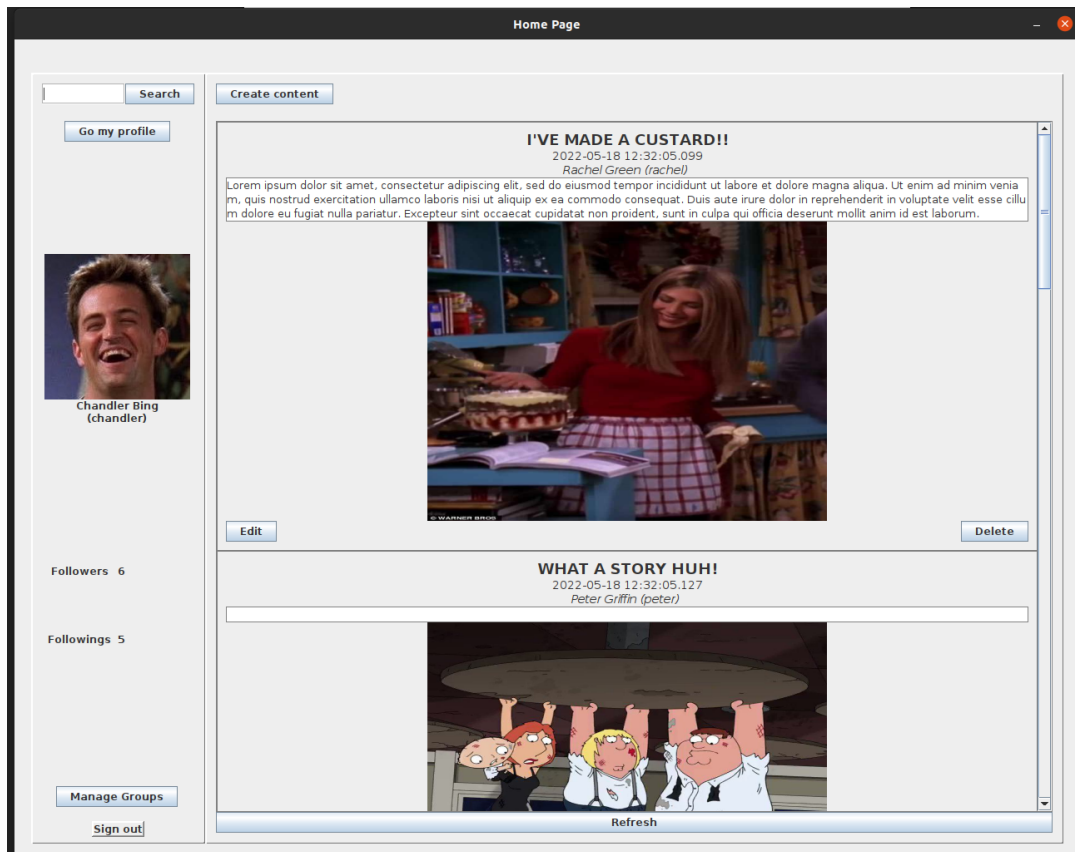 Home Page
Search
Go my profile
Chandler Bing
(chandler)
Followers 6
Followings 5
Manage Groups
Sign out
Create content
I'VE MADE A CUSTARD!!
2022-05-18 12:32:05.099
Rachel Green (rachel)
Lorem ipsum dolor sit amet, consectetur adipiscing elit, sed do eiusmod tempor incididunt ut labore et dolore magna aliqua. Ut enim ad minim venia
m, quis nostrud exercitation ullamco laboris nisi ut aliquip ex ea commodo consequat. Duis aute irure dolor in reprehenderit in voluptate velit esse cillu
m dolore eu fugiat nulla pariatur. Excepteur sint occaecat cupidatat non proident, sunt in culpa qui officia deserunt mollit anim id est laborum.
© WARNER BROS
Edit
Delete
WHAT A STORY HUH!
2022-05-18 12:32:05.127
Peter Griffin (peter)
Refresh